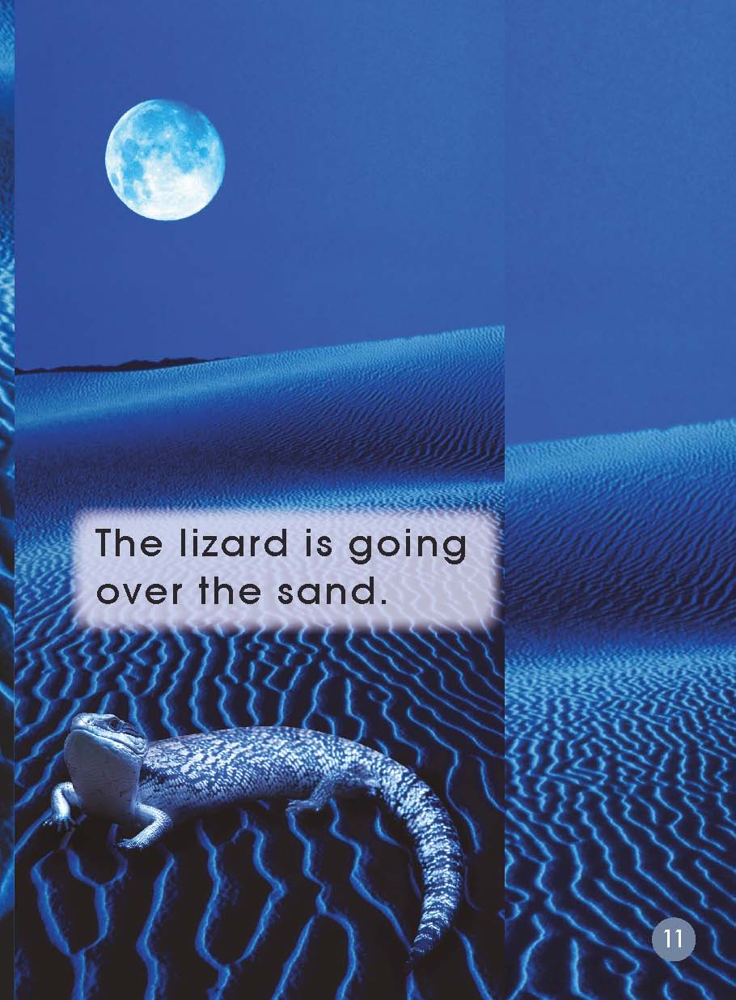 The lizard is going
over the sand.
11